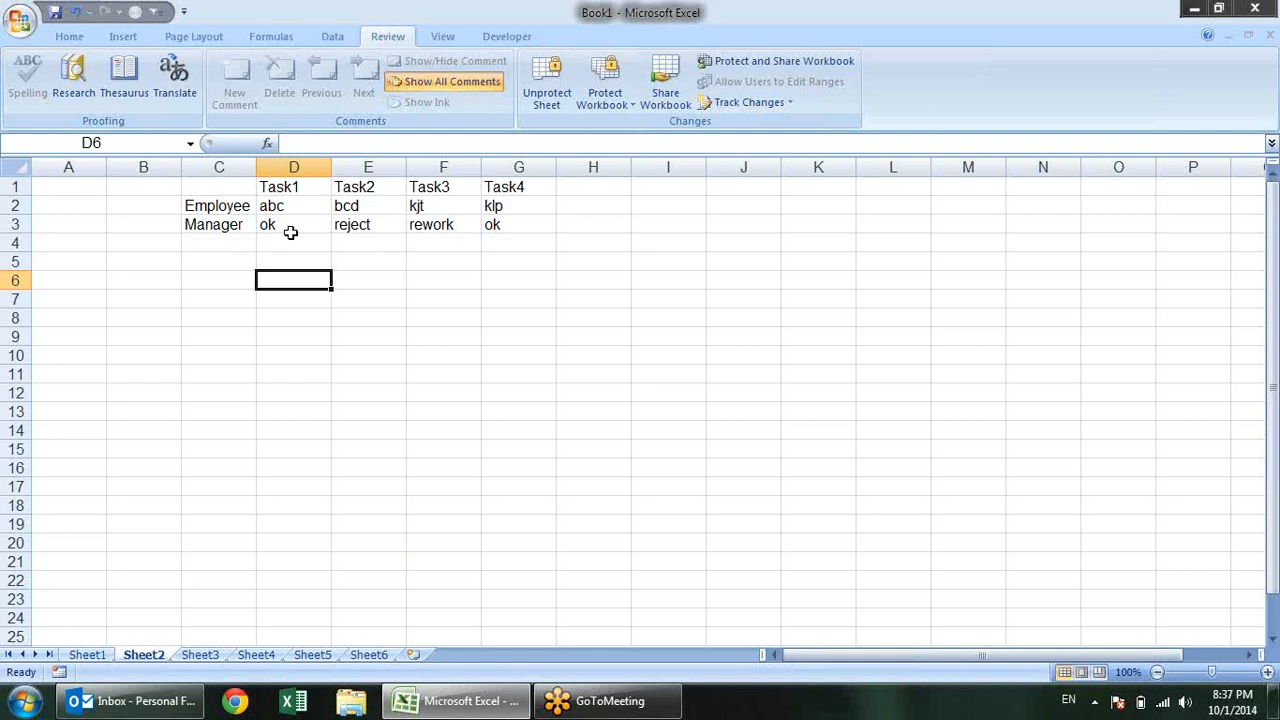 Book1 - Microsoft Excel
Home Insert Page Layout Formulas Data Review View Developer
ABC Spelling Research Thesaurus Translate
Proofing
New Comment Delete Previous Next
Show/Hide Comment
Show All Comments
Show Ink
Comments
Unprotect Sheet Protect Workbook Share Workbook
Protect and Share Workbook
Allow Users to Edit Ranges
Track Changes
Changes
D6 fx
A B C D E F G H I J K L M N O P
1 Task1 Task2 Task3 Task4
2 Employee abc bcd kjt klp
3 Manager ok reject rework ok
4
5
6
7
8
9
10
11
12
13
14
15
16
17
18
19
20
21
22
23
24
25
Sheet1 Sheet2 Sheet3 Sheet4 Sheet5 Sheet6
Ready 100%
Inbox - Personal F... Microsoft Excel - ... GoToMeeting EN 8:37 PM
10/1/2014